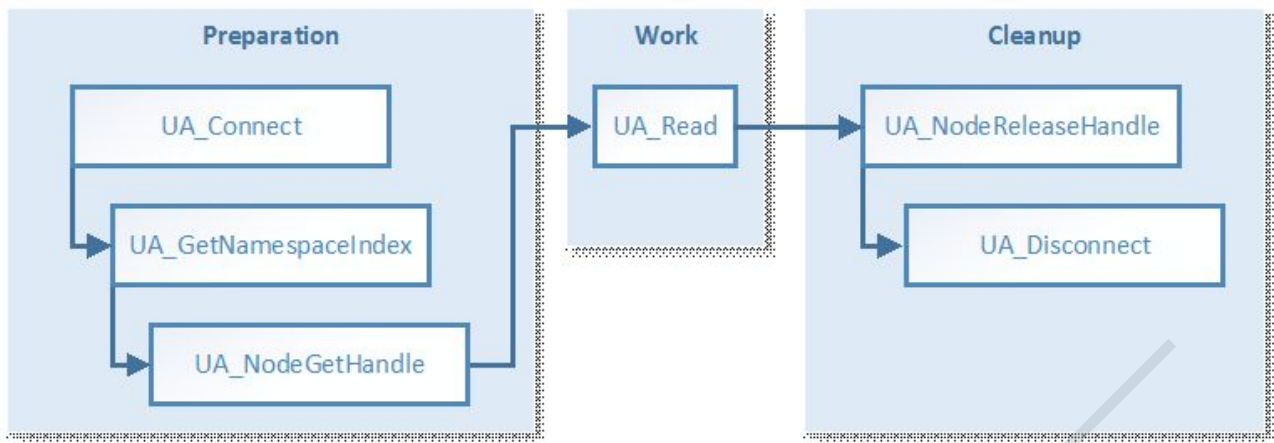 Preparation
UA_Connect
UA_GetNamespaceIndex
UA_NodeGetHandle
Work
UA_Read
Cleanup
UA_NodeReleaseHandle
UA_Disconnect